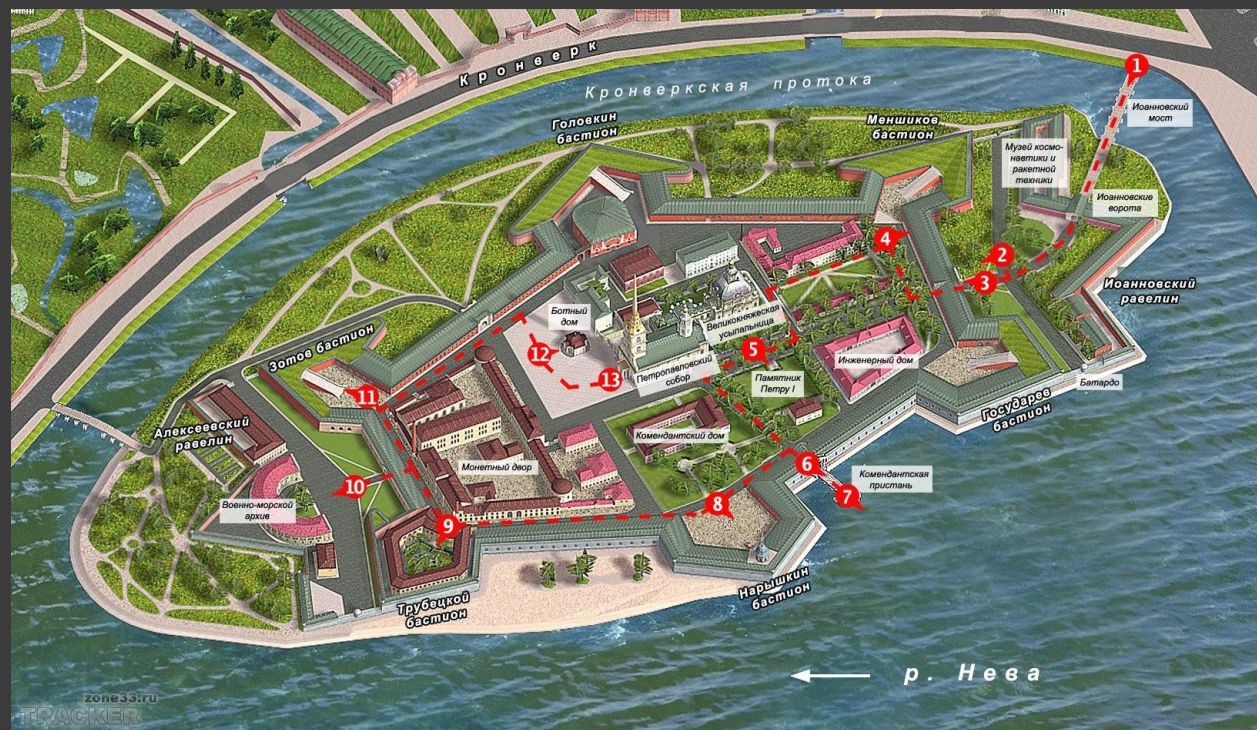 Кронверк
Кронверкская протока
1
Иоанновский
мост
Головкин
бастион
Меншиков
бастион
Музей космо-
навтики и
ракетной
техники
Иоанновские
ворота
4
2
3
Иоанновский
равелин
Ботный
дом
Великокняжеская
усыпальница
Зотов бастион
12
5
Инженерный дом
13
Петропавловский
собор
Памятник
Петру I
Батардо
11
Государев
бастион
Алексеевский
равелин
Комендантский дом
Монетный двор
6
Комендантская
пристань
10
7
Военно-морской
архив
8
9
Нарышкин
бастион
Трубецкой
бастион
р. Нева
zone33.ru
TRACKER